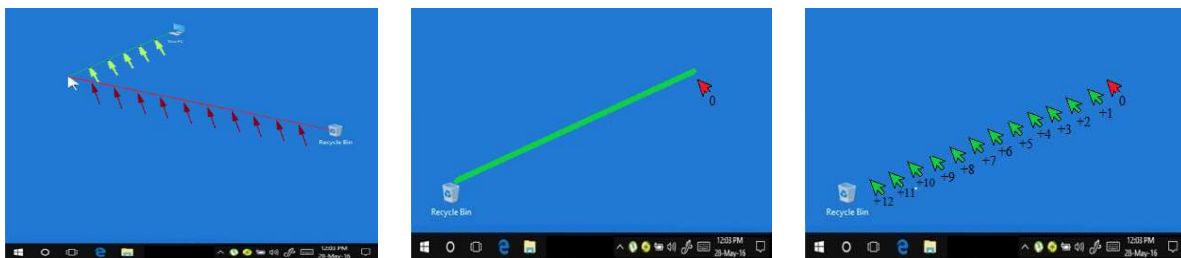 Recycle Bin
12:03 PM
28-May-16
0
Recycle Bin
12:03 PM
28-May-16
0
+1
+2
+3
+4
+5
+6
+7
+8
+9
+10
+11
+12
Recycle Bin
12:03 PM
28-May-16